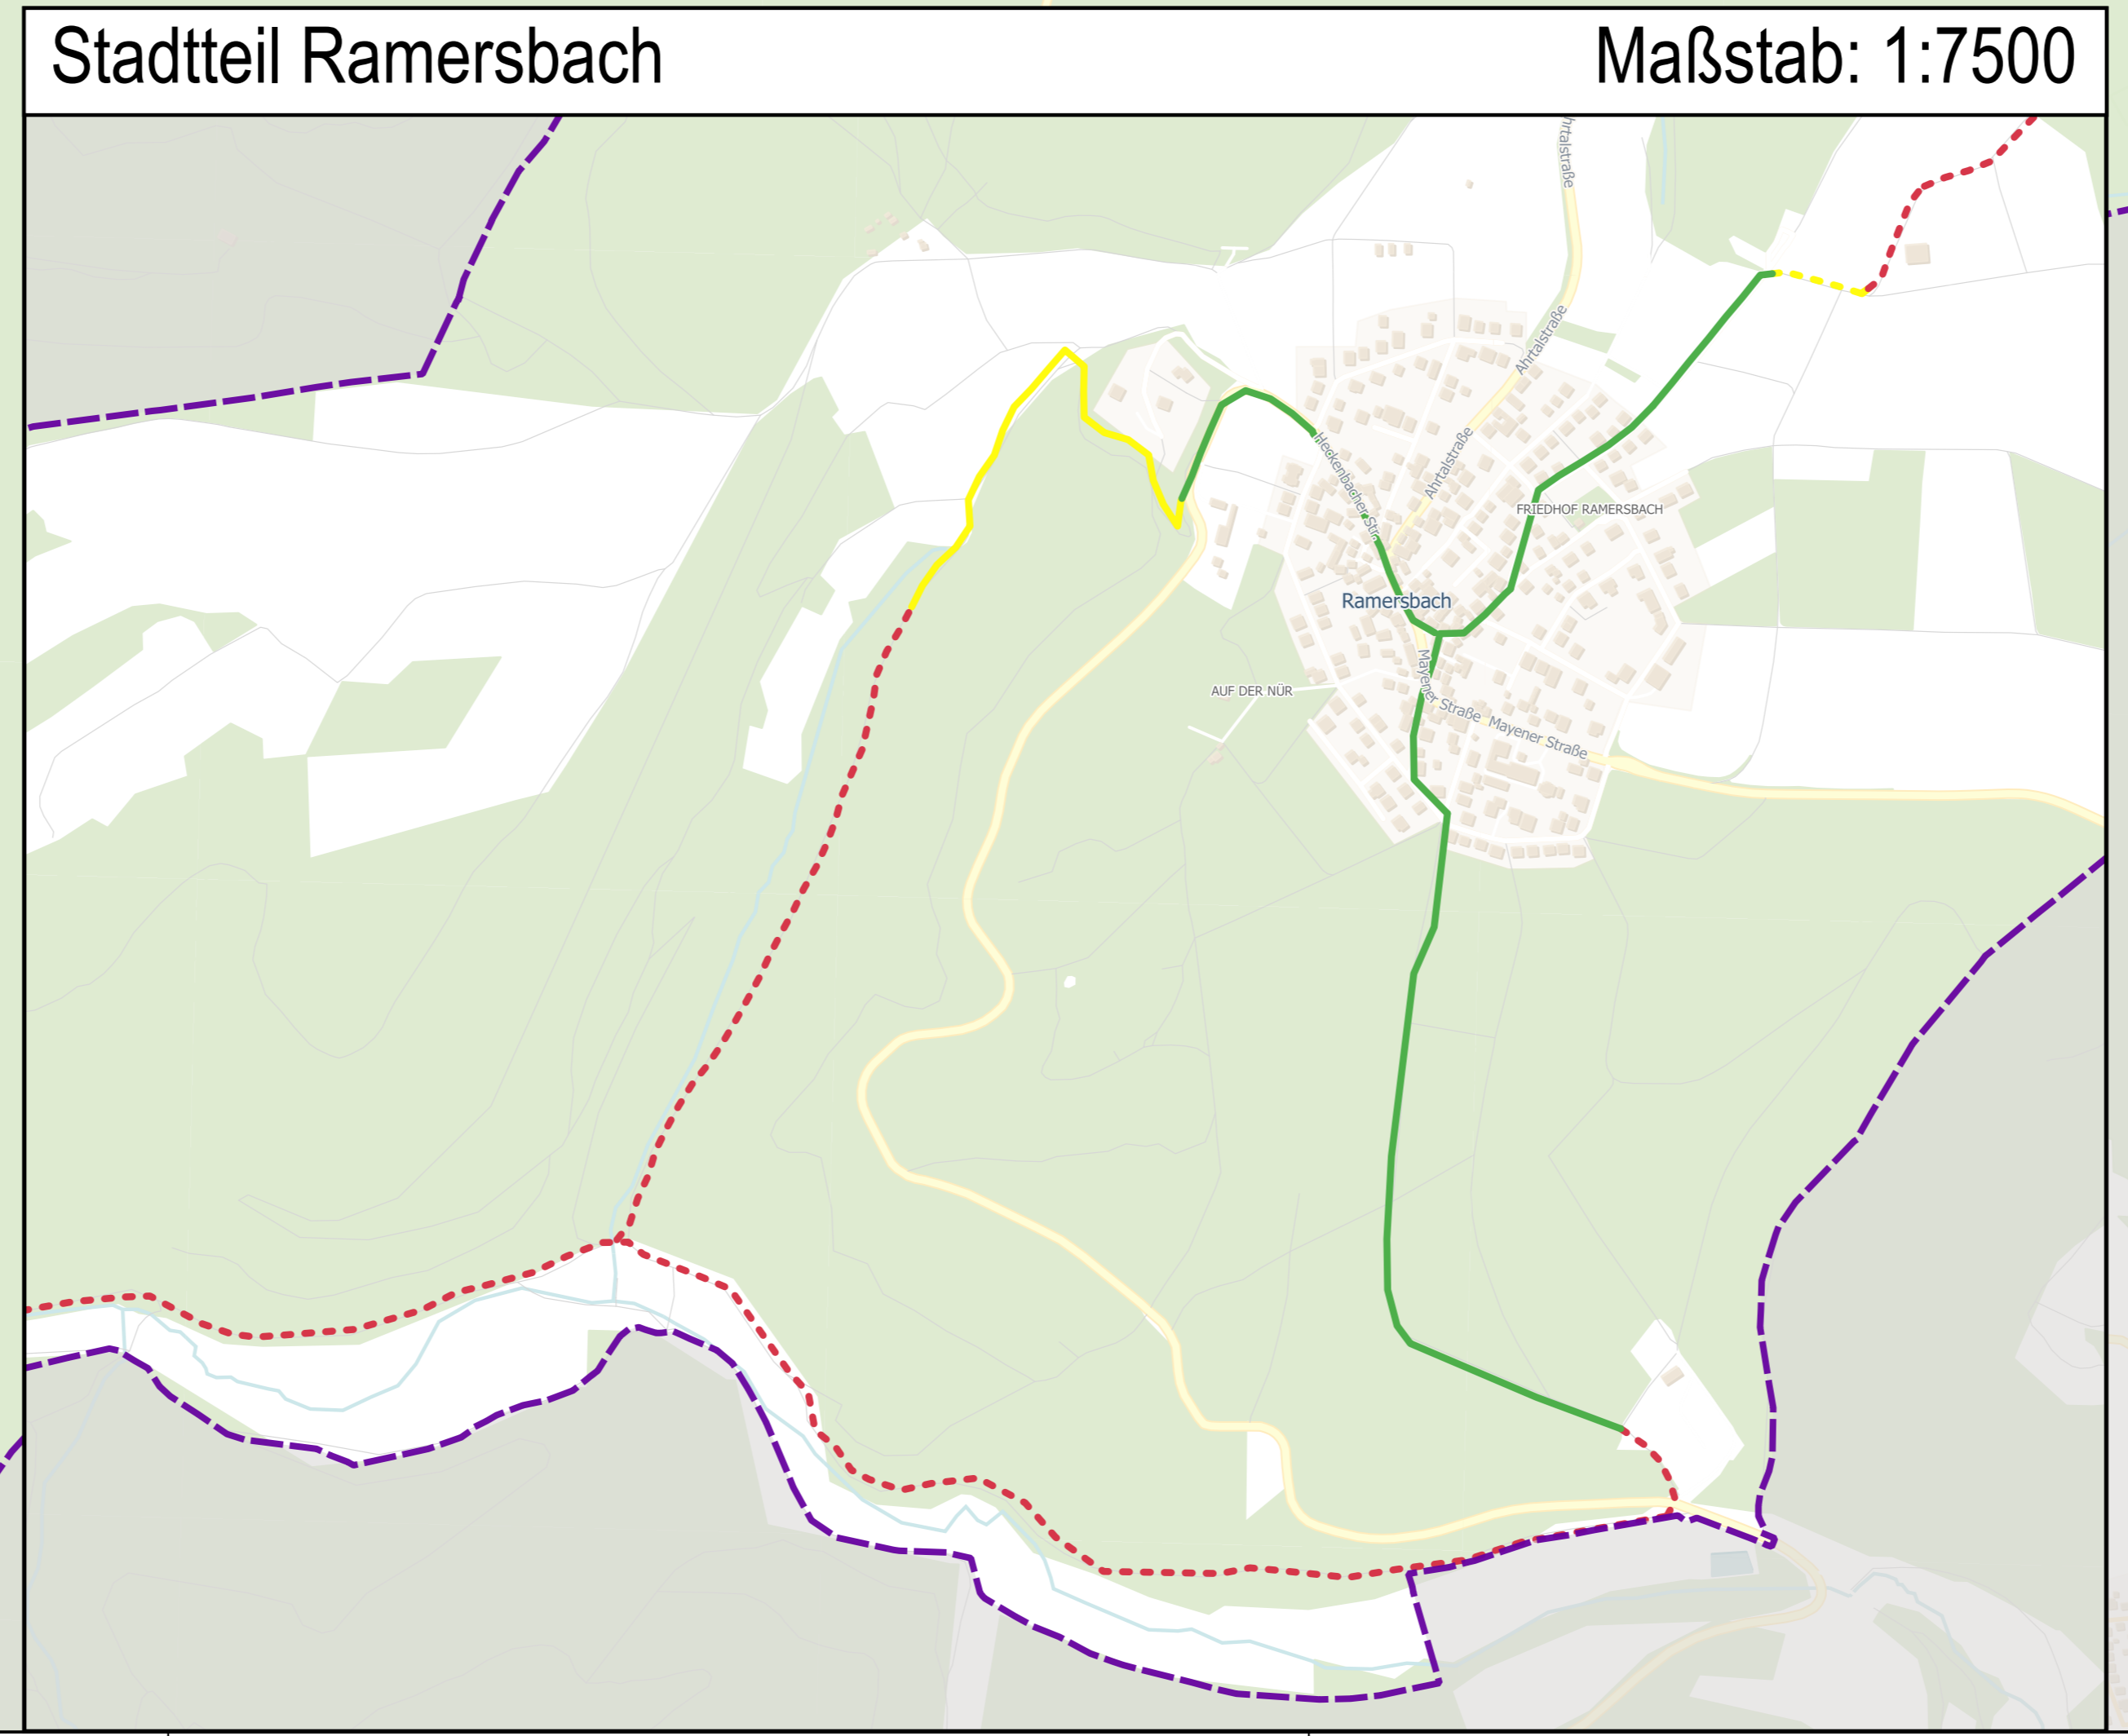 Stadtteil Ramersbach
Maßstab: 1:7500
hrtalstraße
Ahrtalstraße
Heckenbacher Str.
Ahrtalstraße
FRIEDHOF RAMERSBACH
Ramersbach
Mayener Straße
AUF DER NÜR
Mayener Straße